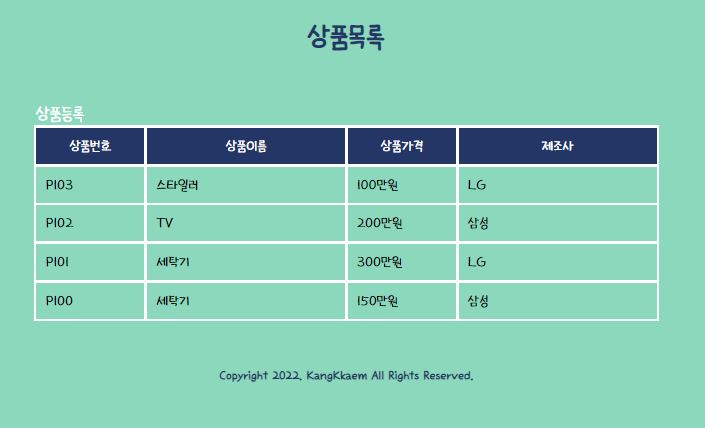 상품목록
상품등록
상품번호 상품이름 상품가격 제조사
P103 스타일러 100만원 LG
P102 TV 200만원 삼성
P101 세탁기 300만원 LG
P100 세탁기 150만원 삼성
Copyright 2022. KangKkaem All Rights Reserved.